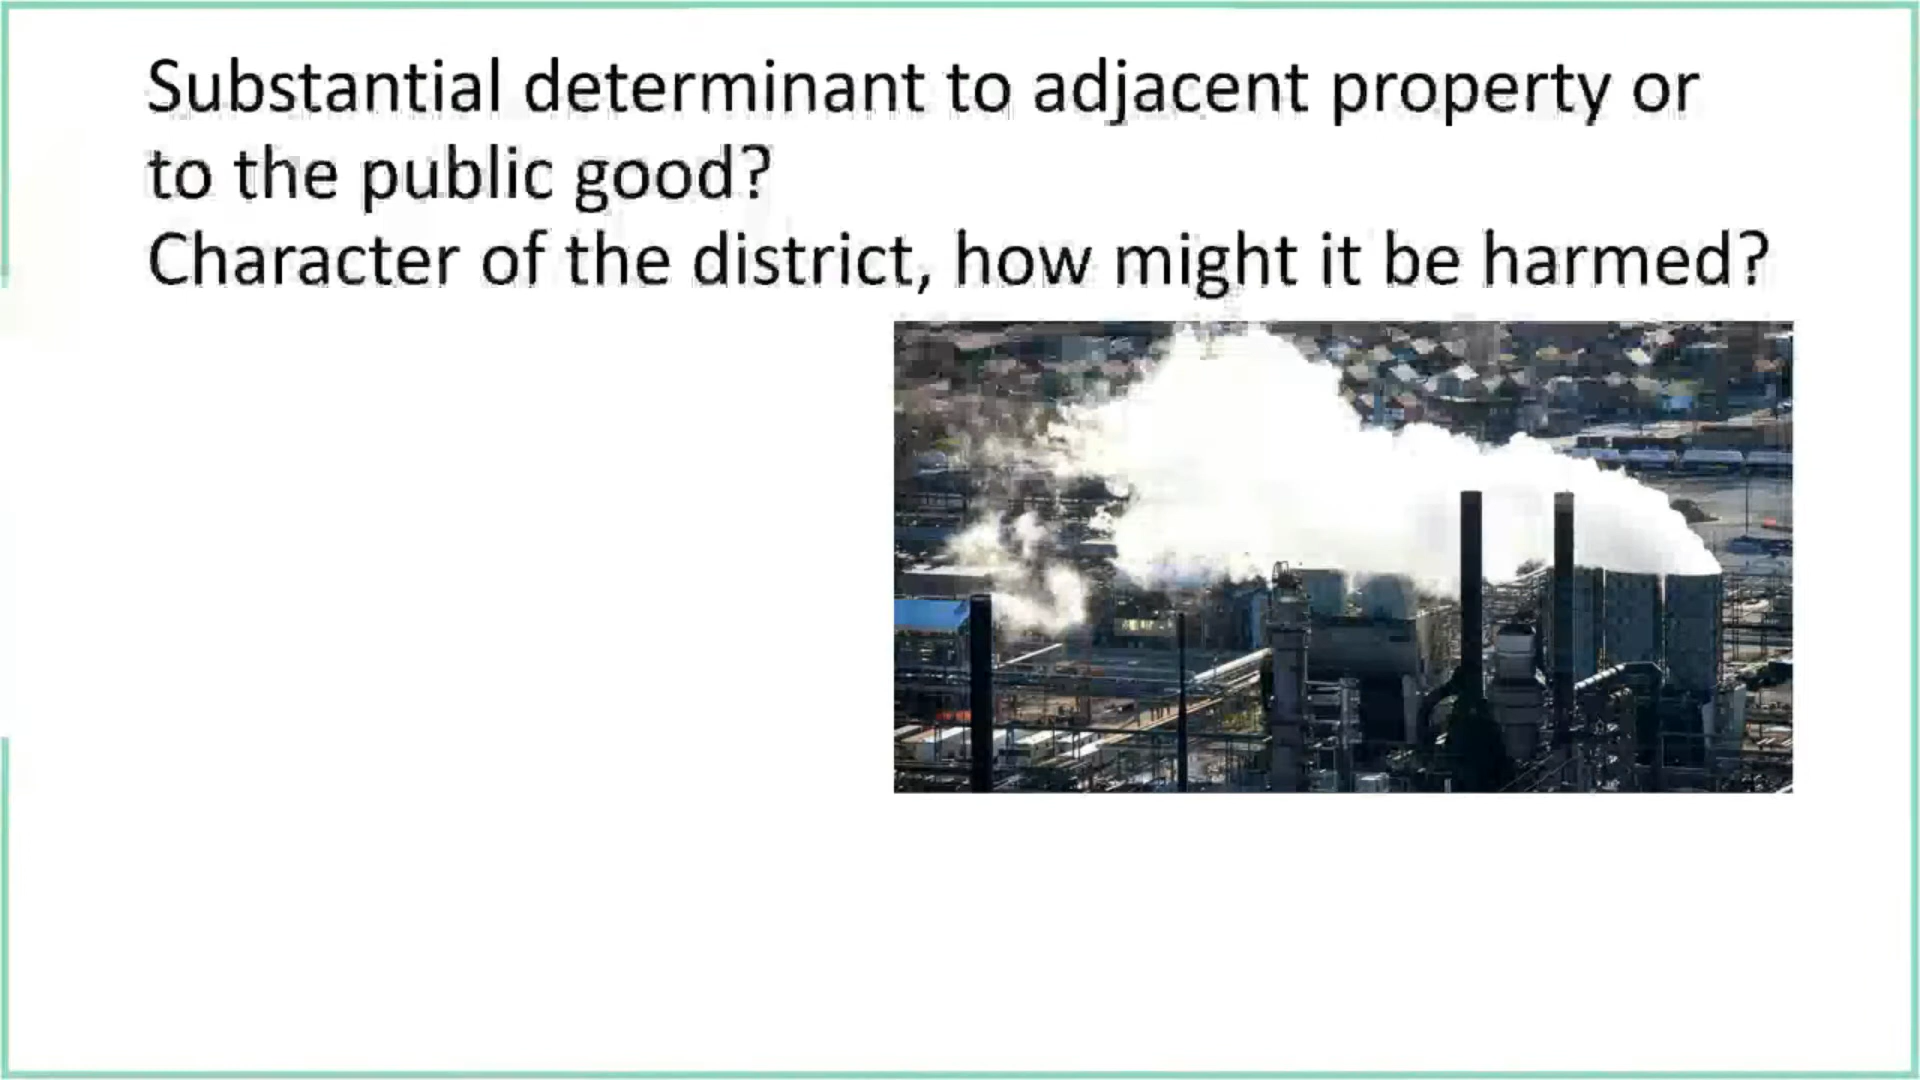 Substantial determinant to adjacent property or
to the public good?
Character of the district, how might it be harmed?